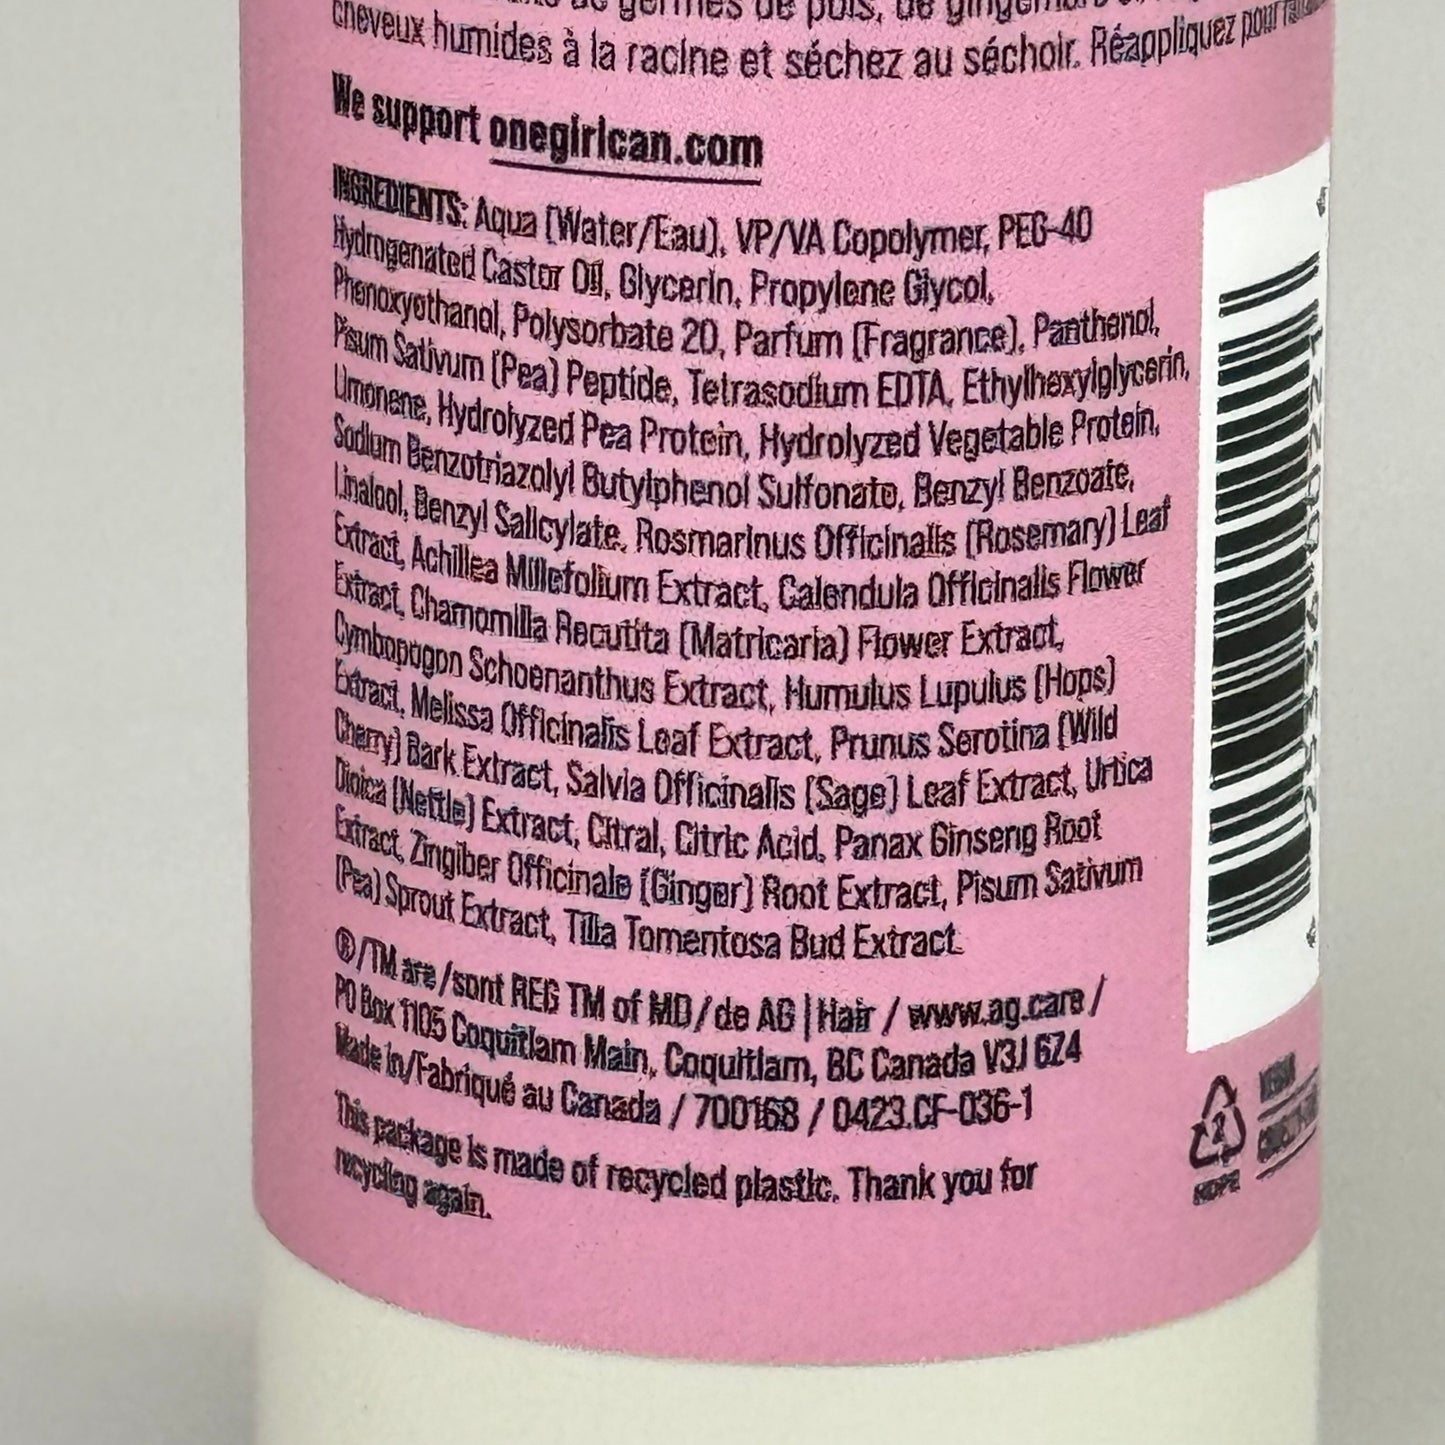 de germes de pois, de
cheveux humides à la racine et séchez au séchoir. Réappliquez pour
We support onegirlcan.com
INGREDIENTS: Aqua (Water/Eau), VP/VA Copolymer, PEG-40
Hydrogenated Castor Oil, Glycerin, Propylene Glycol,
Phenoxyethanol, Polysorbate 20, Parfum (Fragrance), Panthenol,
Pisum Sativum (Pea) Peptide, Tetrasodium EDTA, Ethylhexylglycerin,
Limonene, Hydrolyzed Pea Protein, Hydrolyzed Vegetable Protein,
Sodium Benzotriazolyl Butylphenol Sulfonate, Benzyl Benzoate,
Linalool, Benzyl Salicylate, Rosmarinus Officinalis (Rosemary) Leaf
Extract, Achillea Millefolium Extract, Calendula Officinalis Flower
Extract, Chamomilla Recutita (Matricaria) Flower Extract,
Cymbopogon Schoenanthus Extract, Humulus Lupulus (Hops)
Extract, Melissa Officinalis Leaf Extract, Prunus Serotina (Wild
Cherry) Bark Extract, Salvia Officinalis (Sage) Leaf Extract, Urtica
Dioica (Nettle) Extract, Citral, Citric Acid, Panax Ginseng Root
Extract, Zingiber Officinale (Ginger) Root Extract, Pisum Sativum
(Pea) Sprout Extract, Tilia Tomentosa Bud Extract.
®/TM are/sont REG TM of MD/de AG | Hair / www.ag.care /
PO Box 1105 Coquitlam Main, Coquitlam, BC Canada V3J 6Z4
Made in/Fabriqué au Canada / 700168 / 0423.CF-036-1
This package is made of recycled plastic. Thank you for
recycling again.
2
HDPE
VEGAN